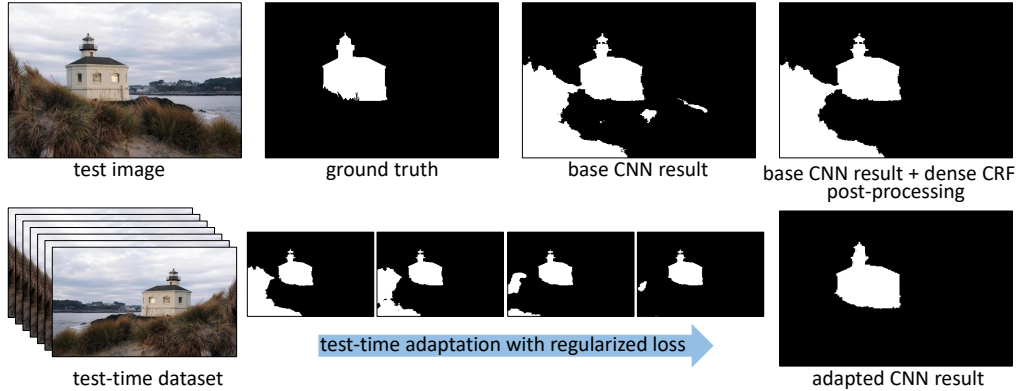 test image
ground truth
base CNN result
base CNN result + dense CRF
post-processing
test-time adaptation with regularized loss
test-time dataset
adapted CNN result